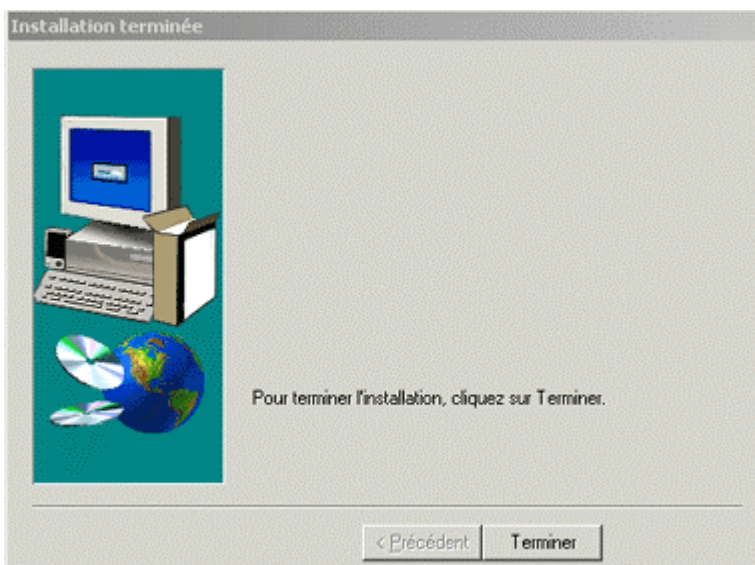 Installation terminée
Pour terminer l'installation, cliquez sur Terminer.
< Précédent
Terminer